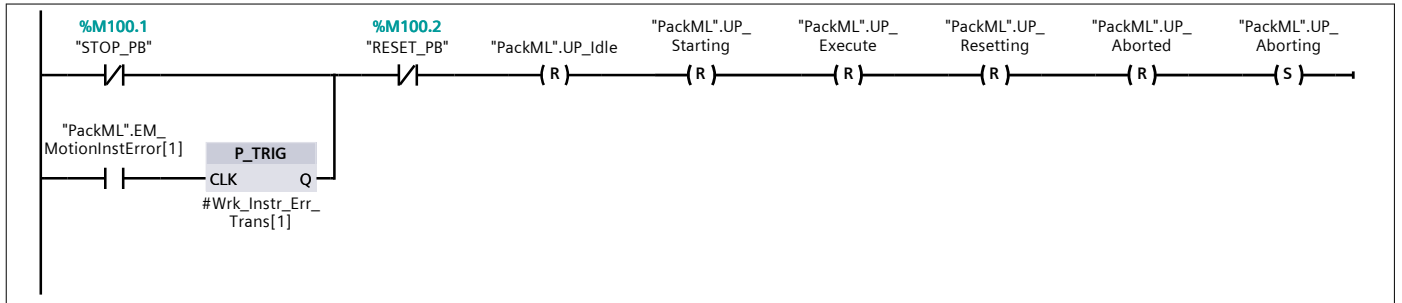 %M100.1
"STOP_PB"
%M100.2
"RESET_PB"
"PackML".UP_Idle
"PackML".UP_
Starting
"PackML".UP_
Execute
"PackML".UP_
Resetting
"PackML".UP_
Aborted
"PackML".UP_
Aborting
R
R
R
R
R
S
"PackML".EM_
MotionInstError[1]
P_TRIG
CLK Q
#Wrk_Instr_Err_
Trans[1]